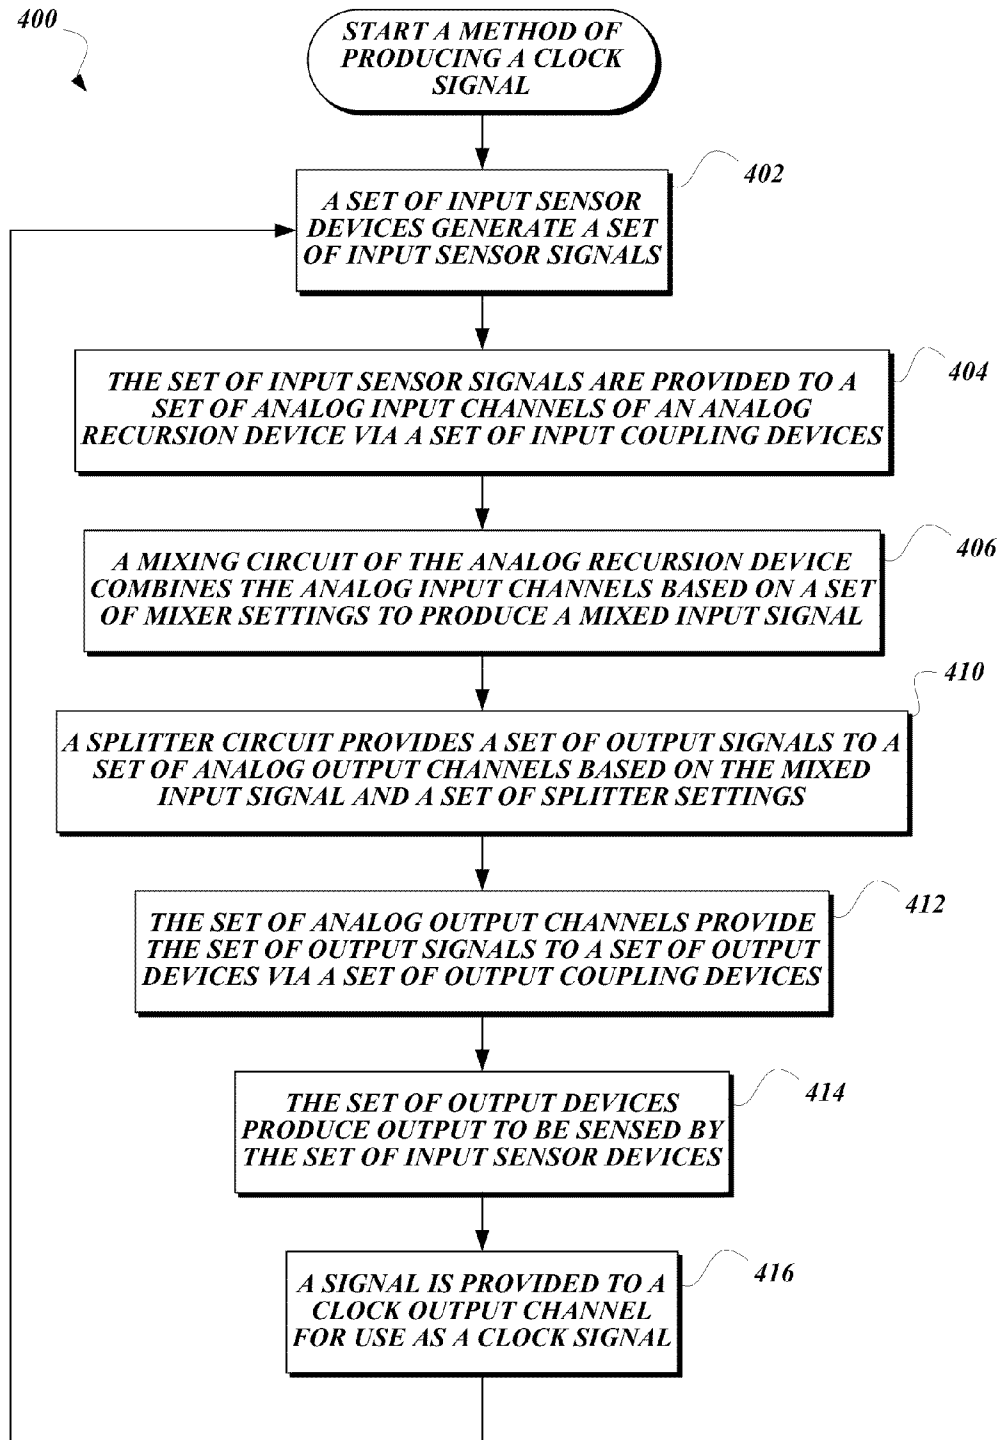 400
START A METHOD OF
PRODUCING A CLOCK
SIGNAL
402
A SET OF INPUT SENSOR
DEVICES GENERATE A SET
OF INPUT SENSOR SIGNALS
404
THE SET OF INPUT SENSOR SIGNALS ARE PROVIDED TO A
SET OF ANALOG INPUT CHANNELS OF AN ANALOG
RECURSION DEVICE VIA A SET OF INPUT COUPLING DEVICES
406
A MIXING CIRCUIT OF THE ANALOG RECURSION DEVICE
COMBINES THE ANALOG INPUT CHANNELS BASED ON A SET
OF MIXER SETTINGS TO PRODUCE A MIXED INPUT SIGNAL
410
A SPLITTER CIRCUIT PROVIDES A SET OF OUTPUT SIGNALS TO A
SET OF ANALOG OUTPUT CHANNELS BASED ON THE MIXED
INPUT SIGNAL AND A SET OF SPLITTER SETTINGS
412
THE SET OF ANALOG OUTPUT CHANNELS PROVIDE
THE SET OF OUTPUT SIGNALS TO A SET OF OUTPUT
DEVICES VIA A SET OF OUTPUT COUPLING DEVICES
414
THE SET OF OUTPUT DEVICES
PRODUCE OUTPUT TO BE SENSED BY
THE SET OF INPUT SENSOR DEVICES
416
A SIGNAL IS PROVIDED TO A
CLOCK OUTPUT CHANNEL
FOR USE AS A CLOCK SIGNAL